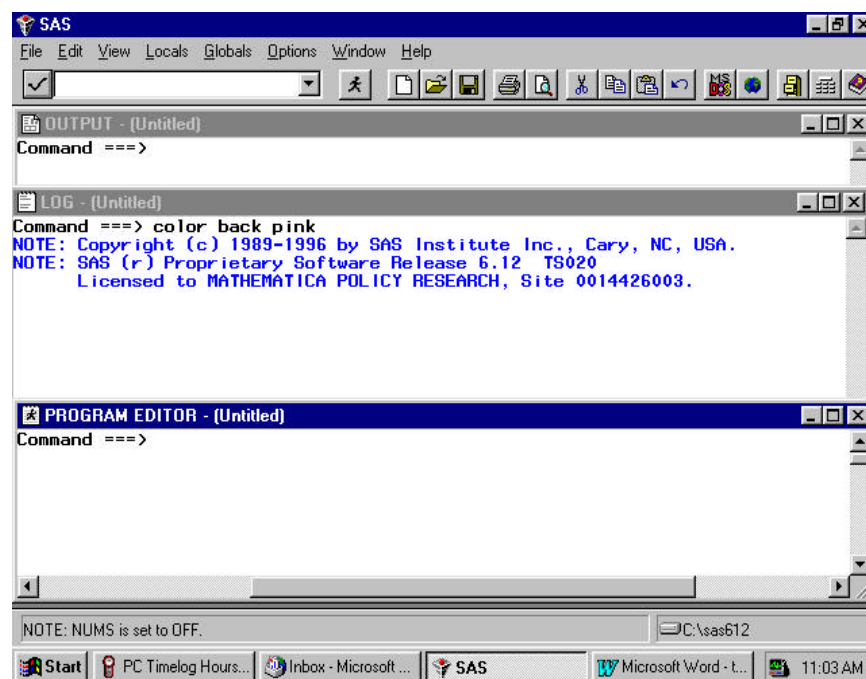 SAS
File Edit View Locals Globals Options Window Help
MS
DOS
OUTPUT - (Untitled)
Command ===>
LOG - (Untitled)
Command ===> color back pink
NOTE: Copyright (c) 1989-1996 by SAS Institute Inc., Cary, NC, USA.
NOTE: SAS (r) Proprietary Software Release 6.12 TS020
Licensed to MATHEMATICA POLICY RESEARCH, Site 0014426003.
PROGRAM EDITOR - (Untitled)
Command ===>
NOTE: NUMS is set to OFF.
C:\sas612
Start PC Timelog Hours... Inbox - Microsoft ... SAS Microsoft Word - t... 11:03 AM